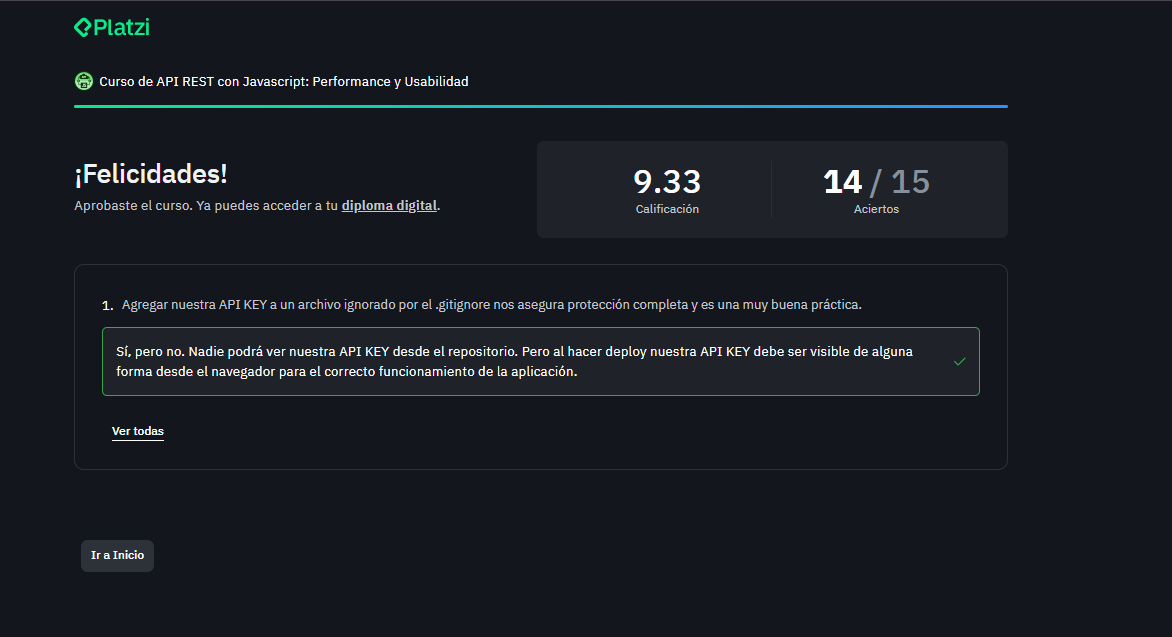 Platzi
Curso de API REST con Javascript: Performance y Usabilidad
¡Felicidades!
Aprobaste el curso. Ya puedes acceder a tu diploma digital.
9.33
Calificación
14 / 15
Aciertos
1. Agregar nuestra API KEY a un archivo ignorado por el .gitignore nos asegura protección completa y es una muy buena práctica.
Sí, pero no. Nadie podrá ver nuestra API KEY desde el repositorio. Pero al hacer deploy nuestra API KEY debe ser visible de alguna
forma desde el navegador para el correcto funcionamiento de la aplicación.
Ver todas
Ir a Inicio